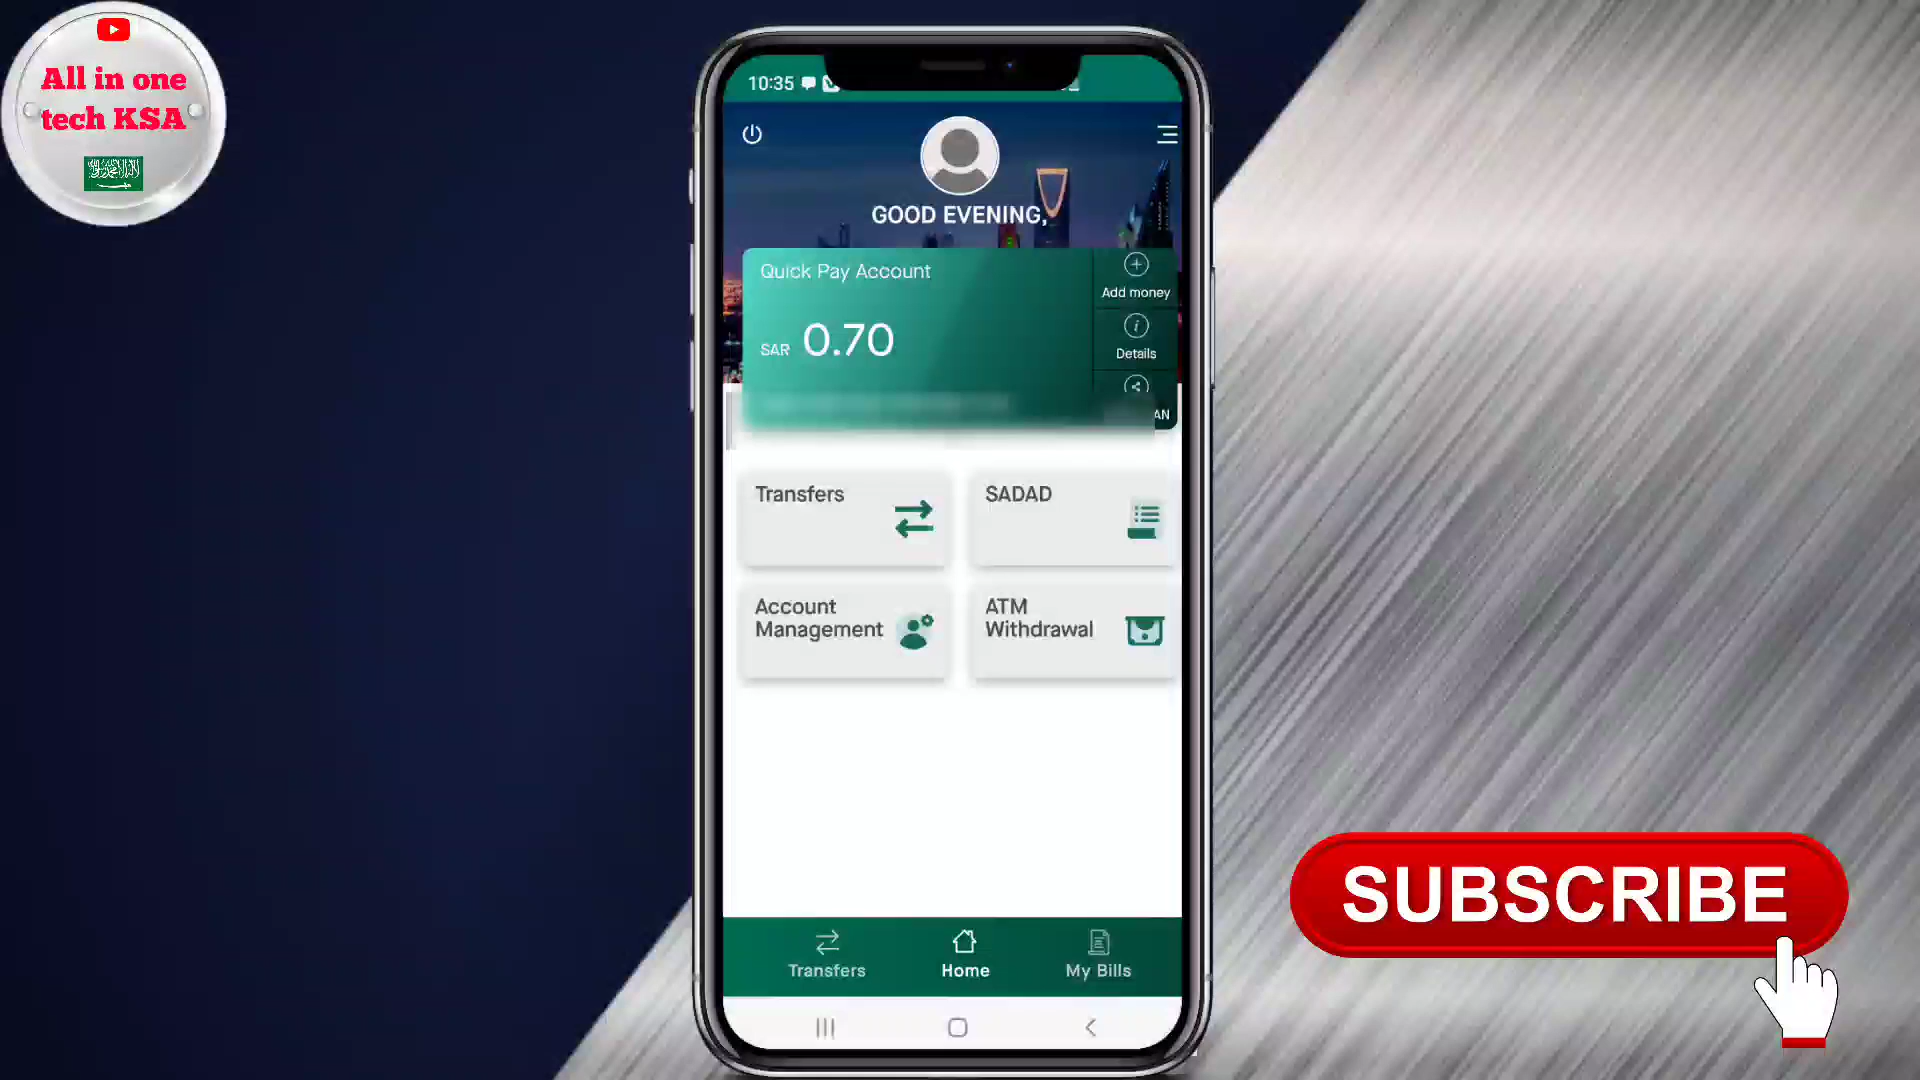 All in one
tech KSA
10:35
GOOD EVENING,
Quick Pay Account
SAR 0.70
Add money
Details
AN
Transfers
SADAD
Account
Management
ATM
Withdrawal
Transfers
Home
My Bills
SUBSCRIBE